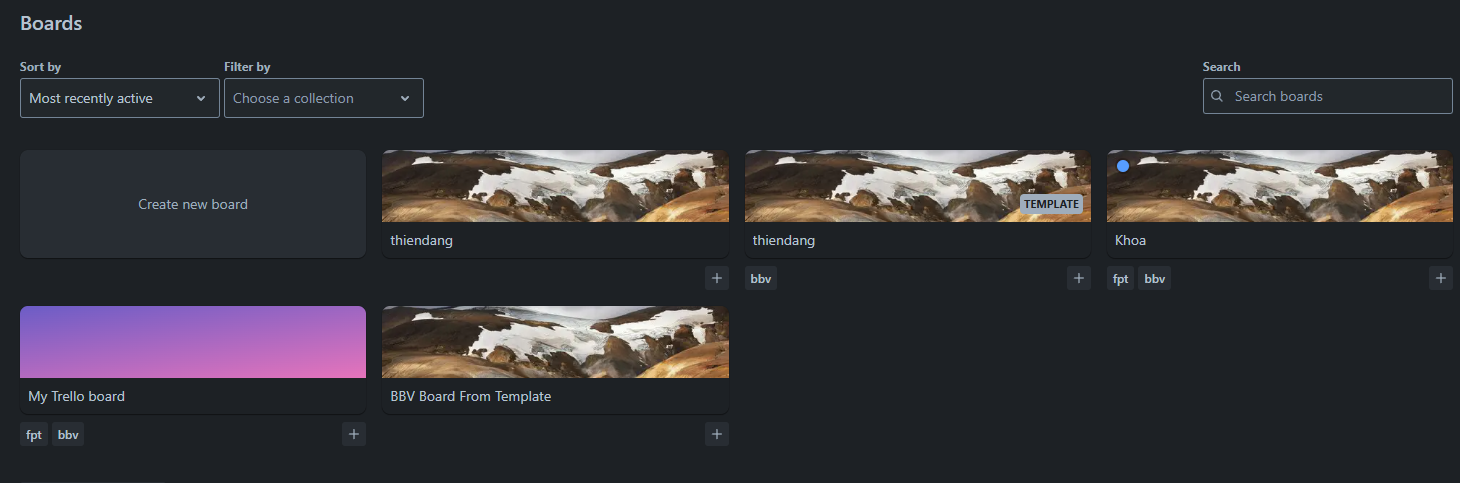 Boards
Sort by
Filter by
Search
Most recently active
Choose a collection
Search boards
Create new board
thiendang
TEMPLATE
thiendang
Khoa
bbv
fpt
bbv
My Trello board
BBV Board From Template
fpt
bbv